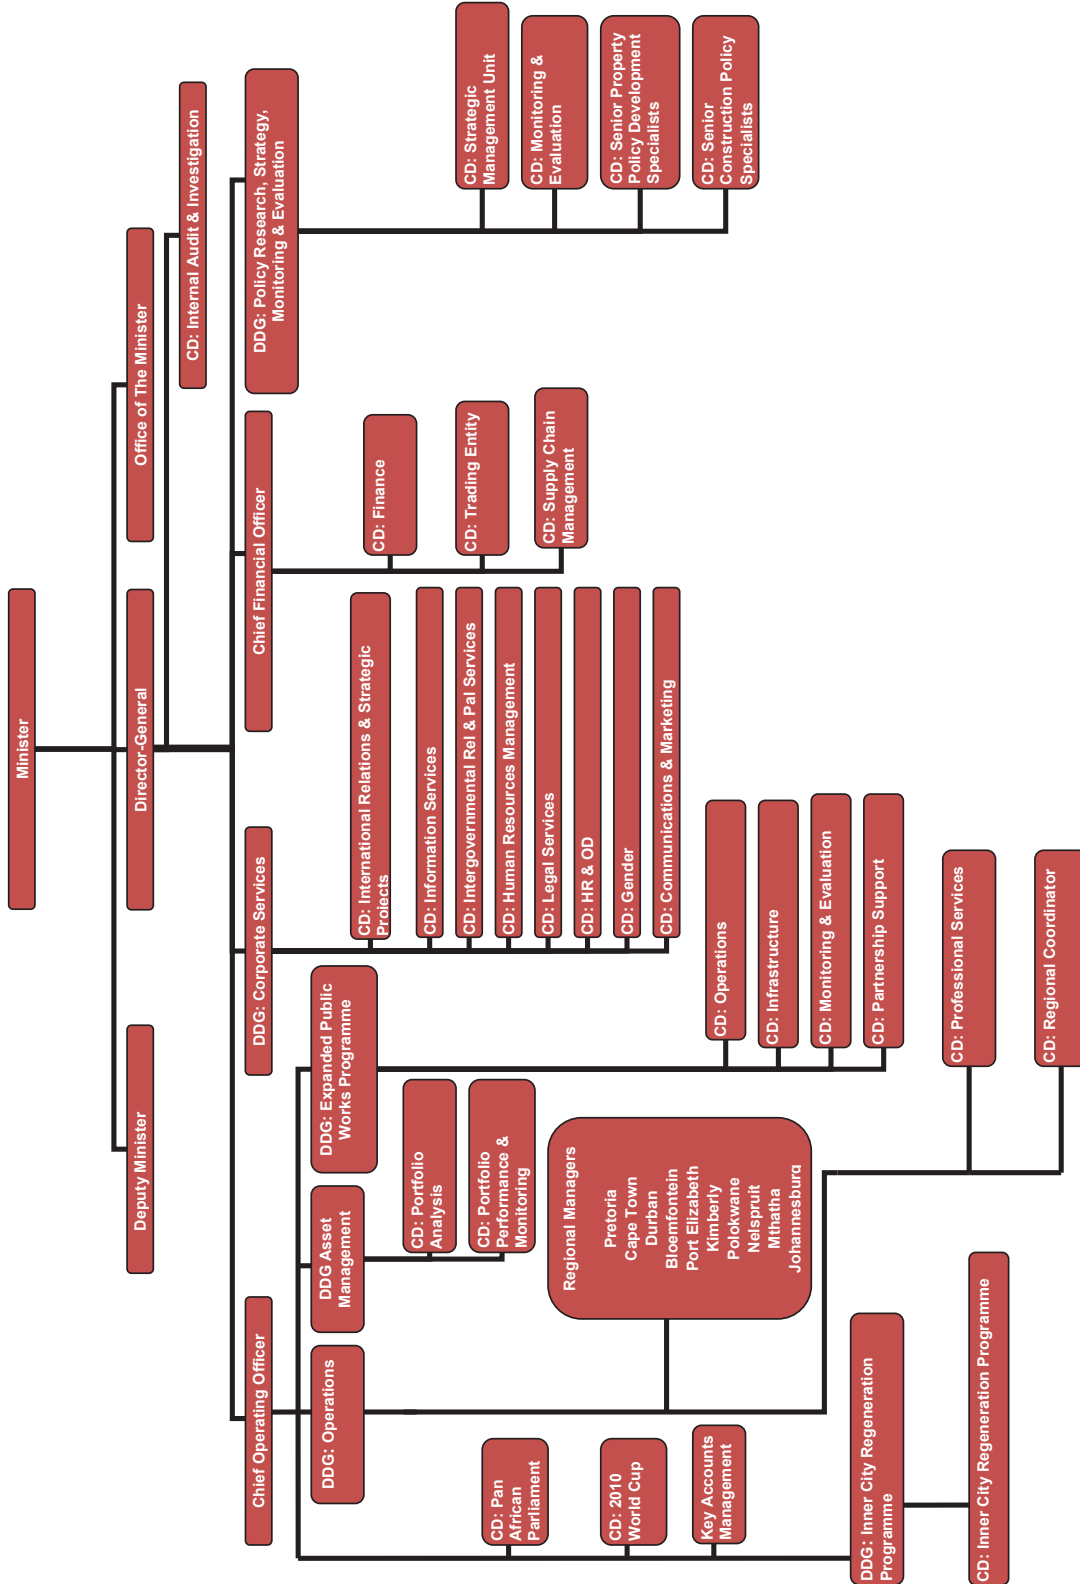 Minister
Deputy Minister
Director-General
Office of The Minister
CD: Internal Audit & Investigation
Chief Operating Officer
DDG: Corporate Services
Chief Financial Officer
DDG: Policy Research, Strategy,
Monitoring & Evaluation
DDG: Operations
DDG Asset
Management
DDG: Expanded Public
Works Programme
CD: Pan
African
Parliament
CD: 2010
World Cup
Key Accounts
Management
DDG: Inner City Regeneration
Programme
CD: Inner City Regeneration Programme
Regional Managers
Pretoria
Cape Town
Durban
Bloemfontein
Port Elizabeth
Kimberly
Polokwane
Nelspruit
Mthatha
Johannesburg
CD: Portfolio
Analysis
CD: Portfolio
Performance &
Monitoring
CD: Operations
CD: Infrastructure
CD: Monitoring & Evaluation
CD: Partnership Support
CD: Professional Services
CD: Regional Coordinator
CD: International Relations & Strategic
Projects
CD: Information Services
CD: Intergovernmental Rel & Pal Services
CD: Human Resources Management
CD: Legal Services
CD: HR & OD
CD: Gender
CD: Communications & Marketing
CD: Finance
CD: Trading Entity
CD: Supply Chain
Management
CD: Strategic
Management Unit
CD: Monitoring &
Evaluation
CD: Senior Property
Policy Development
Specialists
CD: Senior
Construction Policy
Specialists